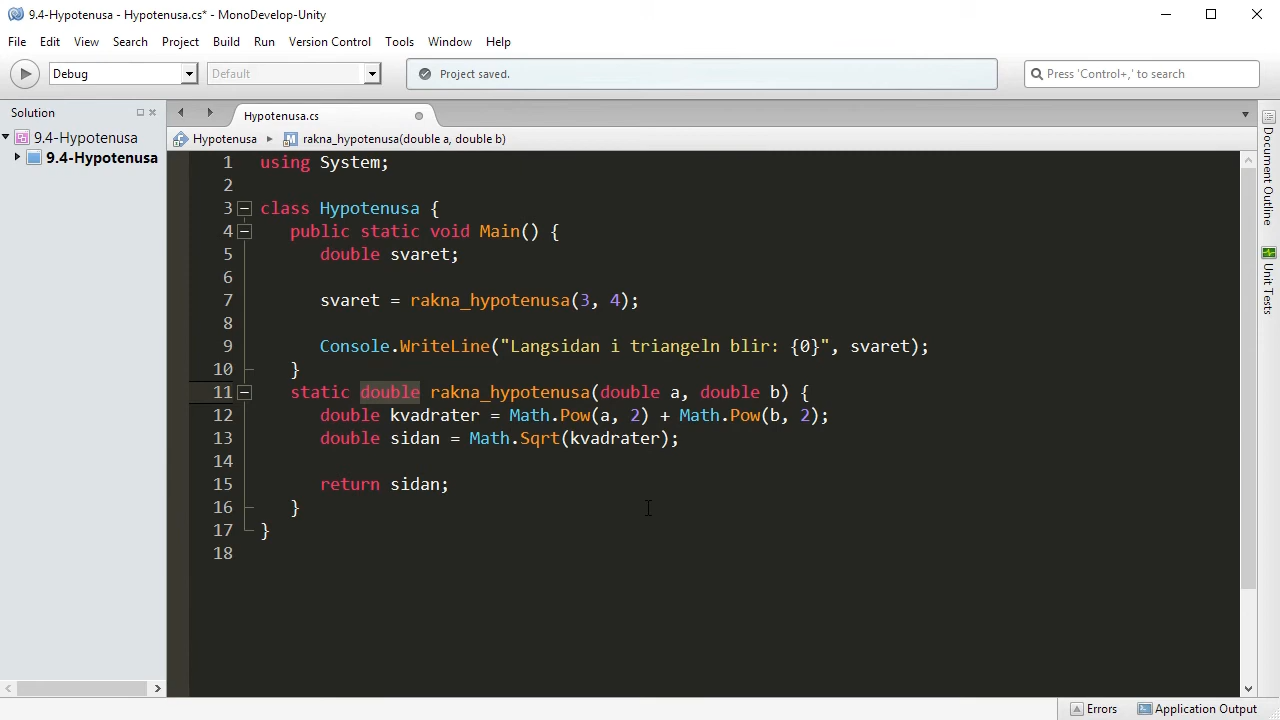 9.4-Hypotenusa - Hypotenusa.cs* - MonoDevelop-Unity
File Edit View Search Project Build Run Version Control Tools Window Help
Debug Default Project saved. Press 'Control+,' to search
Solution
9.4-Hypotenusa
9.4-Hypotenusa
Hypotenusa.cs
Hypotenusa rakna_hypotenusa(double a, double b)
1 using System;
2
3 class Hypotenusa {
4 public static void Main() {
5 double svaret;
6
7 svaret = rakna_hypotenusa(3, 4);
8
9 Console.WriteLine("Langsidan i triangeln blir: {0}", svaret);
10 }
11 static double rakna_hypotenusa(double a, double b) {
12 double kvadrater = Math.Pow(a, 2) + Math.Pow(b, 2);
13 double sidan = Math.Sqrt(kvadrater);
14
15 return sidan;
16 }
17 }
18
Document Outline
Unit Tests
Errors Application Output